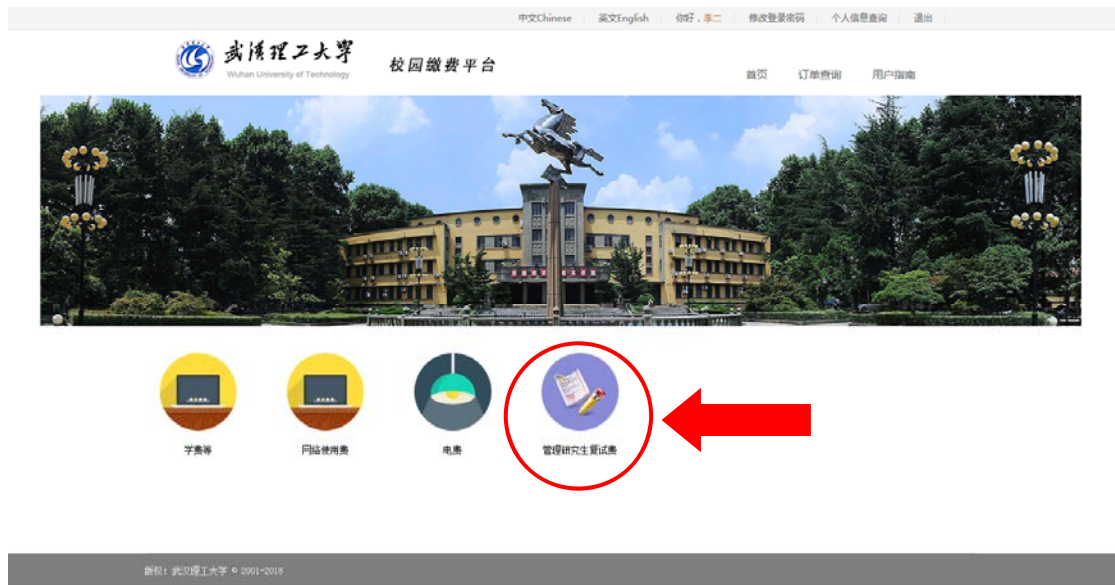 中文Chinese 英文English 你好，李二 修改登录密码 个人信息查询 退出
武汉理工大学
Wuhan University of Technology
校园缴费平台
首页 订单查询 用户指南
学费等 网络使用费 电费 管理研究生复试费
版权：武汉理工大学 © 2001-2018